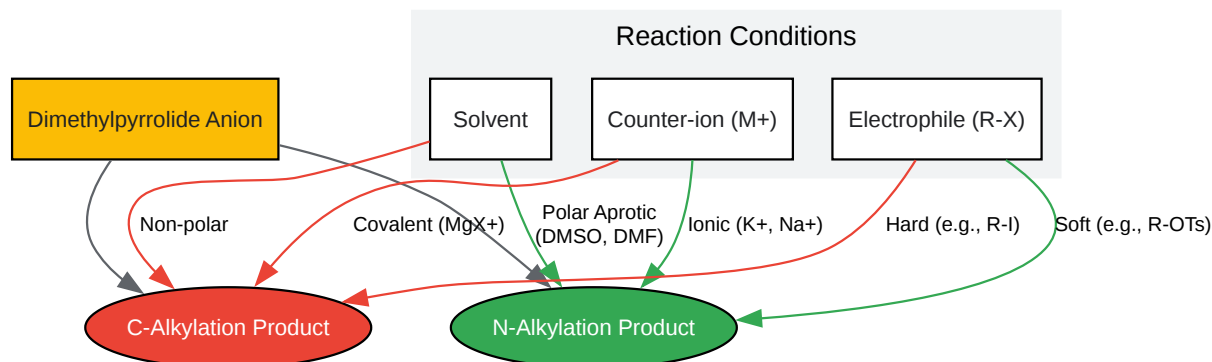 Reaction Conditions
Dimethylpyrrolide Anion
Solvent
Counter-ion (M+)
Electrophile (R-X)
Non-polar
Covalent (MgX+)
Polar Aprotic
(DMSO, DMF)
Ionic (K+, Na+)
Hard (e.g., R-I)
Soft (e.g., R-OTs)
C-Alkylation Product
N-Alkylation Product